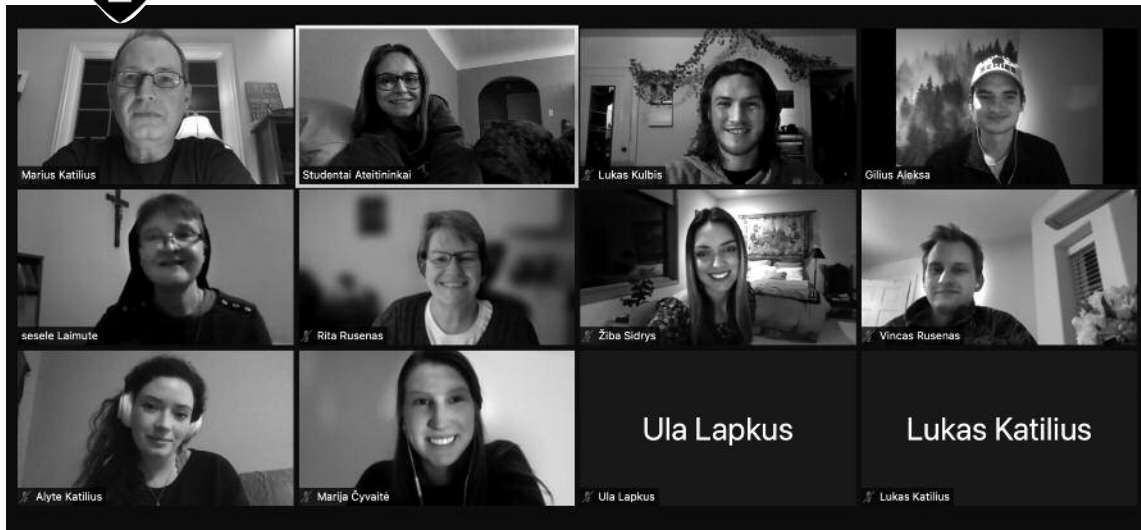 Marius Katilius
Studentai Ateitininkai
Lukas Kulbis
Gilius Aleksa
sesele Laimute
Rita Rusenas
Žiba Sidrys
Vincas Rusenas
Alyte Katilius
Marija Čyvaitė
Ula Lapkus
Ula Lapkus
Lukas Katilius
Lukas Katilius